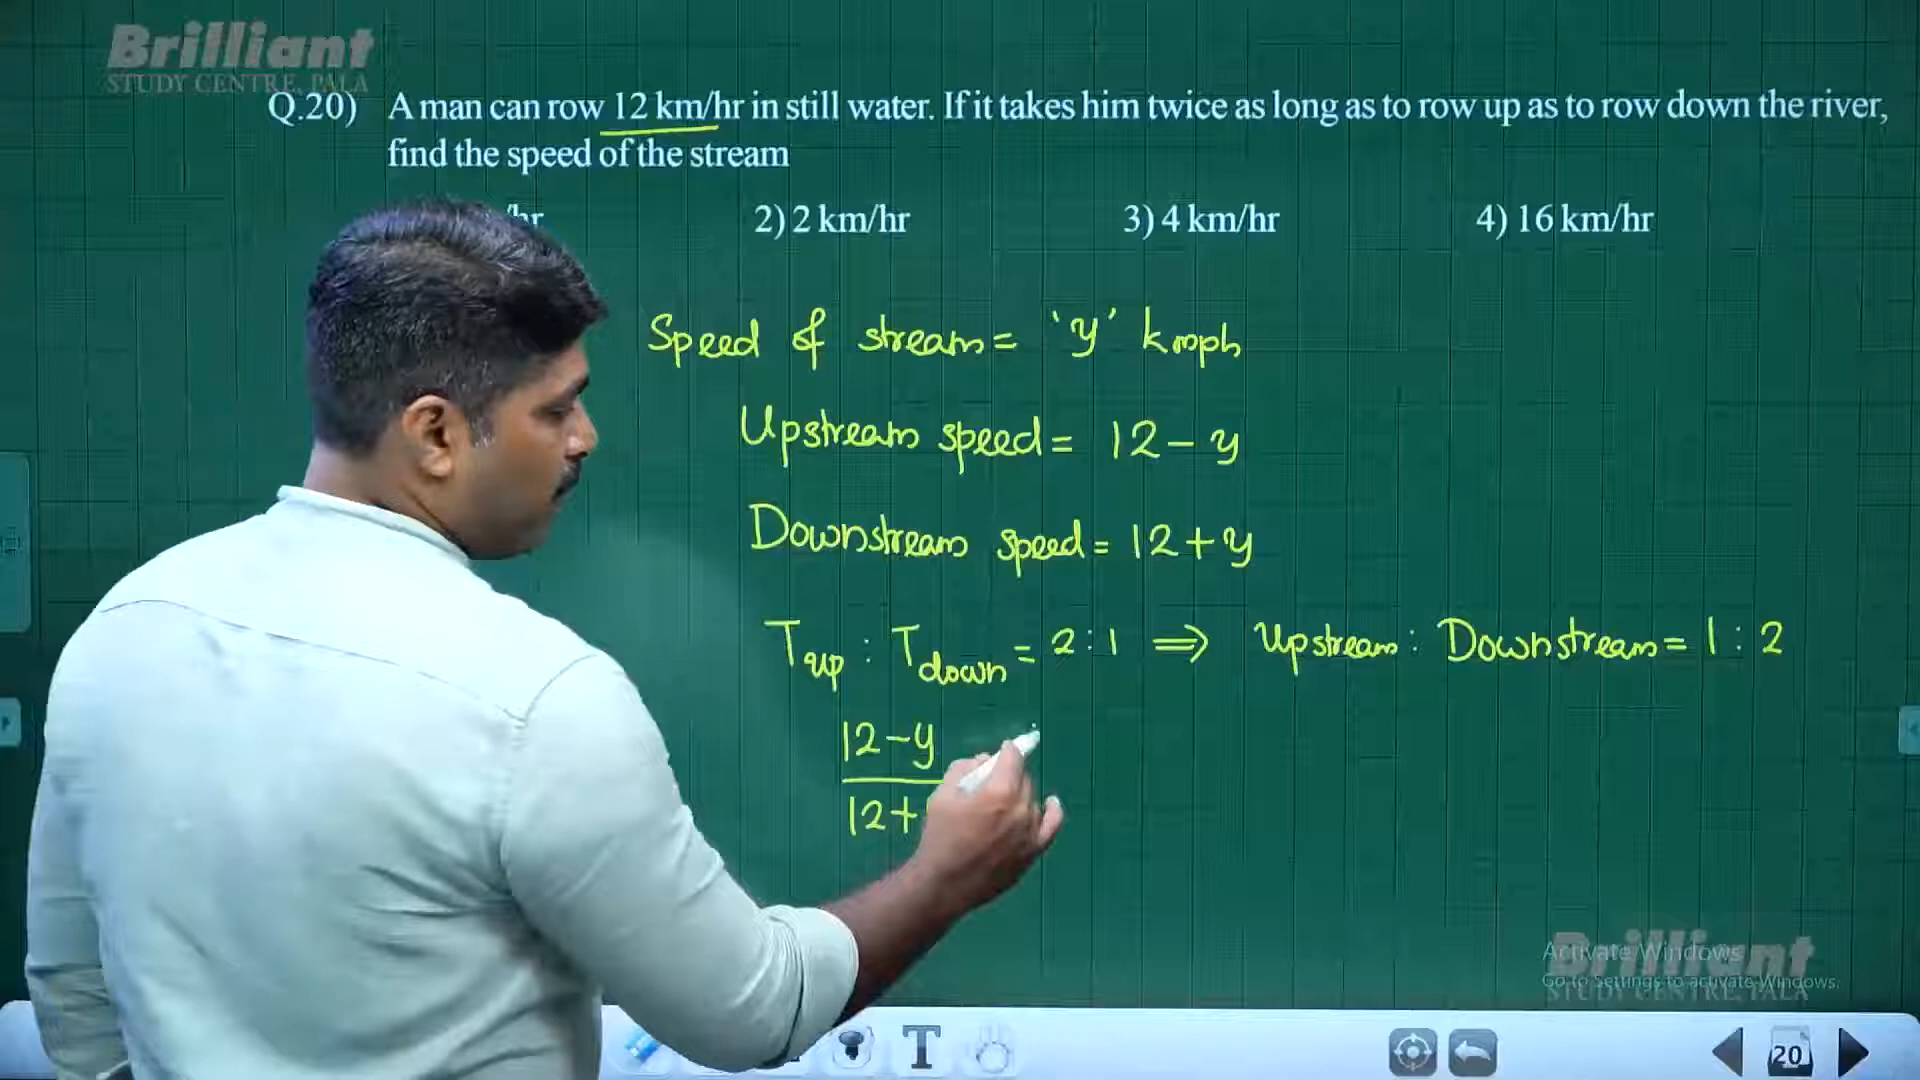 Brilliant
STUDY CENTRE, PALA
Q.20) A man can row 12 km/hr in still water. If it takes him twice as long as to row up as to row down the river,
find the speed of the stream
/hr 2) 2 km/hr 3) 4 km/hr 4) 16 km/hr
Speed of stream = 'y' kmph
Upstream speed = 12 - y
Downstream speed = 12 + y
Tup : Tdown = 2 : 1 ⇒ Upstream : Downstream = 1 : 2
12 - y
12 +
Brilliant
STUDY CENTRE, PALA
Activate Windows
Go to Settings to activate Windows.
T
20